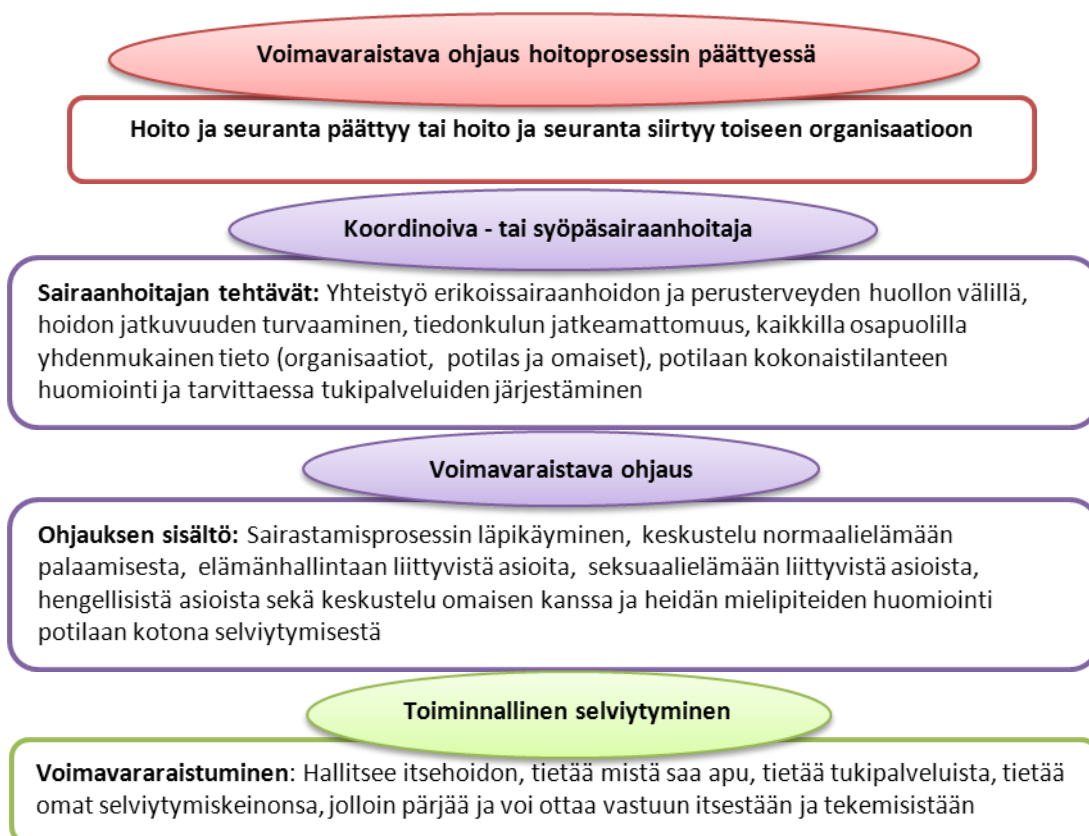 Voimavaraistava ohjaus hoitoprosessin päättyessä
Hoito ja seuranta päättyy tai hoito ja seuranta siirtyy toiseen organisaatioon
Koordinoiva - tai syöpäsairaanhoitaja
Sairaanhoitajan tehtävät: Yhteistyö erikoissairaanhoidon ja perusterveyden huollon välillä,
hoidon jatkuvuuden turvaaminen, tiedonkulun jatkeamattomuus, kaikkilla osapuolilla
yhdenmukainen tieto (organisaatiot, potilas ja omaiset), potilaan kokonaistilanteen
huomiointi ja tarvittaessa tukipalveluiden järjestäminen
Voimavaraistava ohjaus
Ohjauksen sisältö: Sairastamisprosessin läpikäyminen, keskustelu normaalielämään
palaamisesta, elämänhallintaan liittyvistä asioita, seksuaalielämään liittyvistä asioista,
hengellisistä asioista sekä keskustelu omaisen kanssa ja heidän mielipiteiden huomiointi
potilaan kotona selviytymisestä
Toiminnallinen selviytyminen
Voimavararaistuminen: Hallitsee itsehoidon, tietää mistä saa apu, tietää tukipalveluista, tietää
omat selviytymiskeinonsa, jolloin pärjää ja voi ottaa vastuun itsestään ja tekemisistään